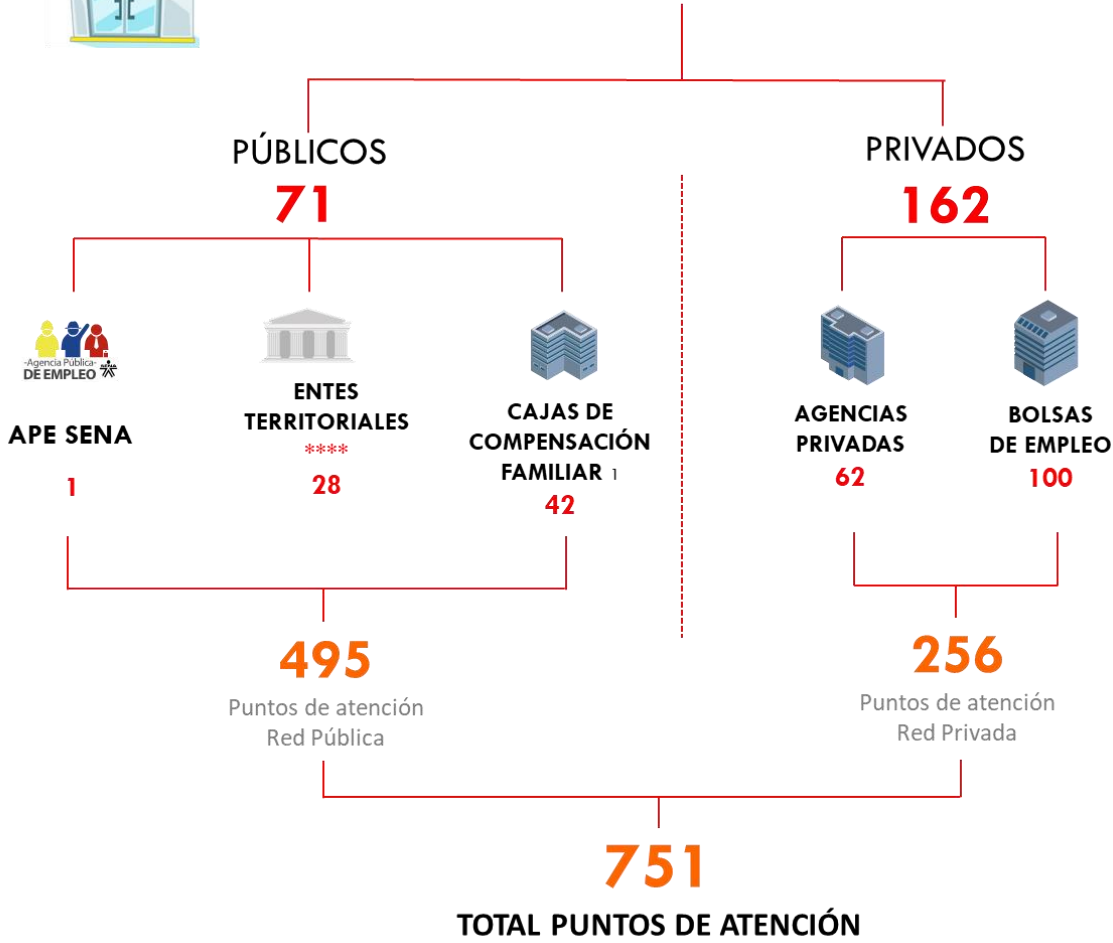 PÚBLICOS
71
PRIVADOS
162
-Agencia Pública-
DE EMPLEO
SENA
APE SENA
1
ENTES
TERRITORIALES
****
28
CAJAS DE
COMPENSACIÓN
FAMILIAR 1
42
AGENCIAS
PRIVADAS
62
BOLSAS
DE EMPLEO
100
495
Puntos de atención
Red Pública
256
Puntos de atención
Red Privada
751
TOTAL PUNTOS DE ATENCIÓN